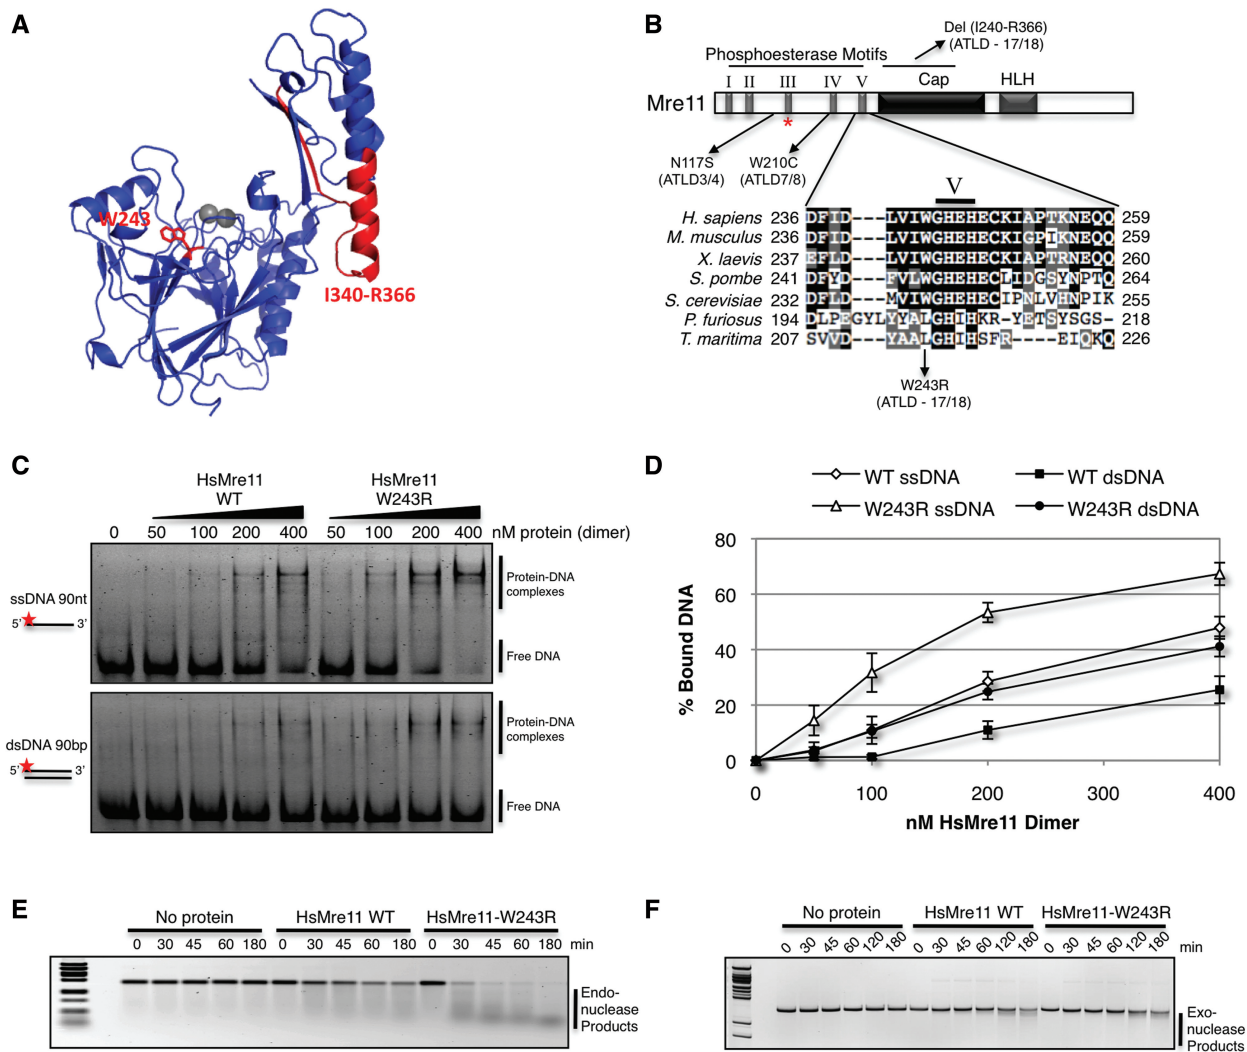 A
W243
I340-R366
B
Del (I240-R366)
(ATLD - 17/18)
Phosphoesterase Motifs
I II III IV V Cap HLH
Mre11
*
N117S
(ATLD3/4)
W210C
(ATLD7/8)
V
H. sapiens 236 DFID---LVIWGHEHECKIAPTKNEQQ 259
M. musculus 236 DFID---LVIWGHEHECKIGPIKNEQQ 259
X. laevis 237 EFLD---LVIWGHEHECKIAPTRNEQQ 260
S. pombe 241 DFYD---FVLWGHEHECLIDGSYNPTQ 264
S. cerevisiae 232 DFLD---MVIWGHEHECIPNLVHNPIK 255
P. furiosus 194 DLPEGYLYYALGHIHKR-YETSYSGS- 218
T. maritima 207 SVVD---YAALGHIHSFR----EIQKQ 226
W243R
(ATLD - 17/18)
C
HsMre11
WT
HsMre11
W243R
0 50 100 200 400 50 100 200 400 nM protein (dimer)
ssDNA 90nt
5’ 3’
Protein-DNA
complexes
Free DNA
dsDNA 90bp
5’ 3’
Protein-DNA
complexes
Free DNA
D
WT ssDNA WT dsDNA
W243R ssDNA W243R dsDNA
% Bound DNA
80
60
40
20
0
0 100 200 300 400
nM HsMre11 Dimer
E
No protein HsMre11 WT HsMre11-W243R
0 30 45 60 180 0 30 45 60 180 0 30 45 60 180 min
Endo-
nuclease
Products
F
No protein HsMre11 WT HsMre11-W243R
0 30 45 60 120 180 0 30 45 60 120 180 0 30 45 60 120 180 min
Exo-
nuclease
Products